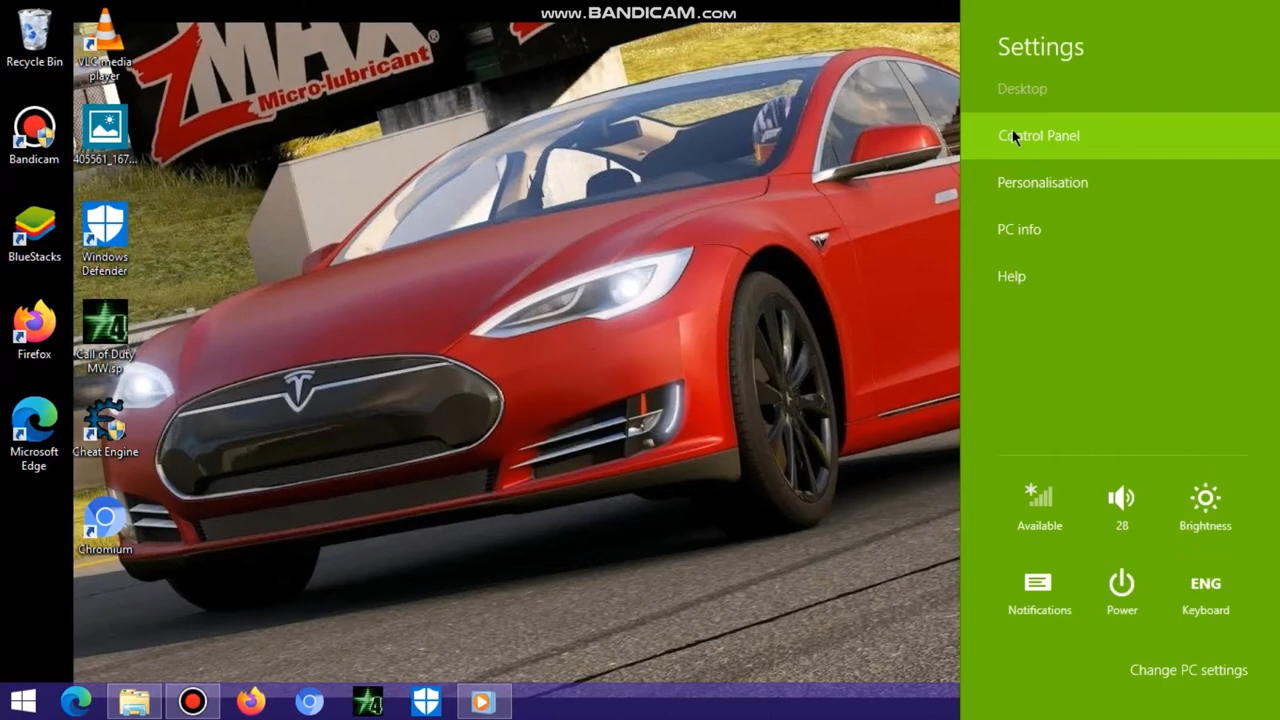 www.BANDICAM.com
Recycle Bin
VLC media
player
Bandicam
405561_167...
BlueStacks
Windows
Defender
Firefox
Call of Duty
MW.sp
Microsoft
Edge
Cheat Engine
Chromium
ZMAX®
Micro-lubricant
Settings
Desktop
Control Panel
Personalisation
PC info
Help
Available
28
Brightness
Notifications
Power
ENG
Keyboard
Change PC settings